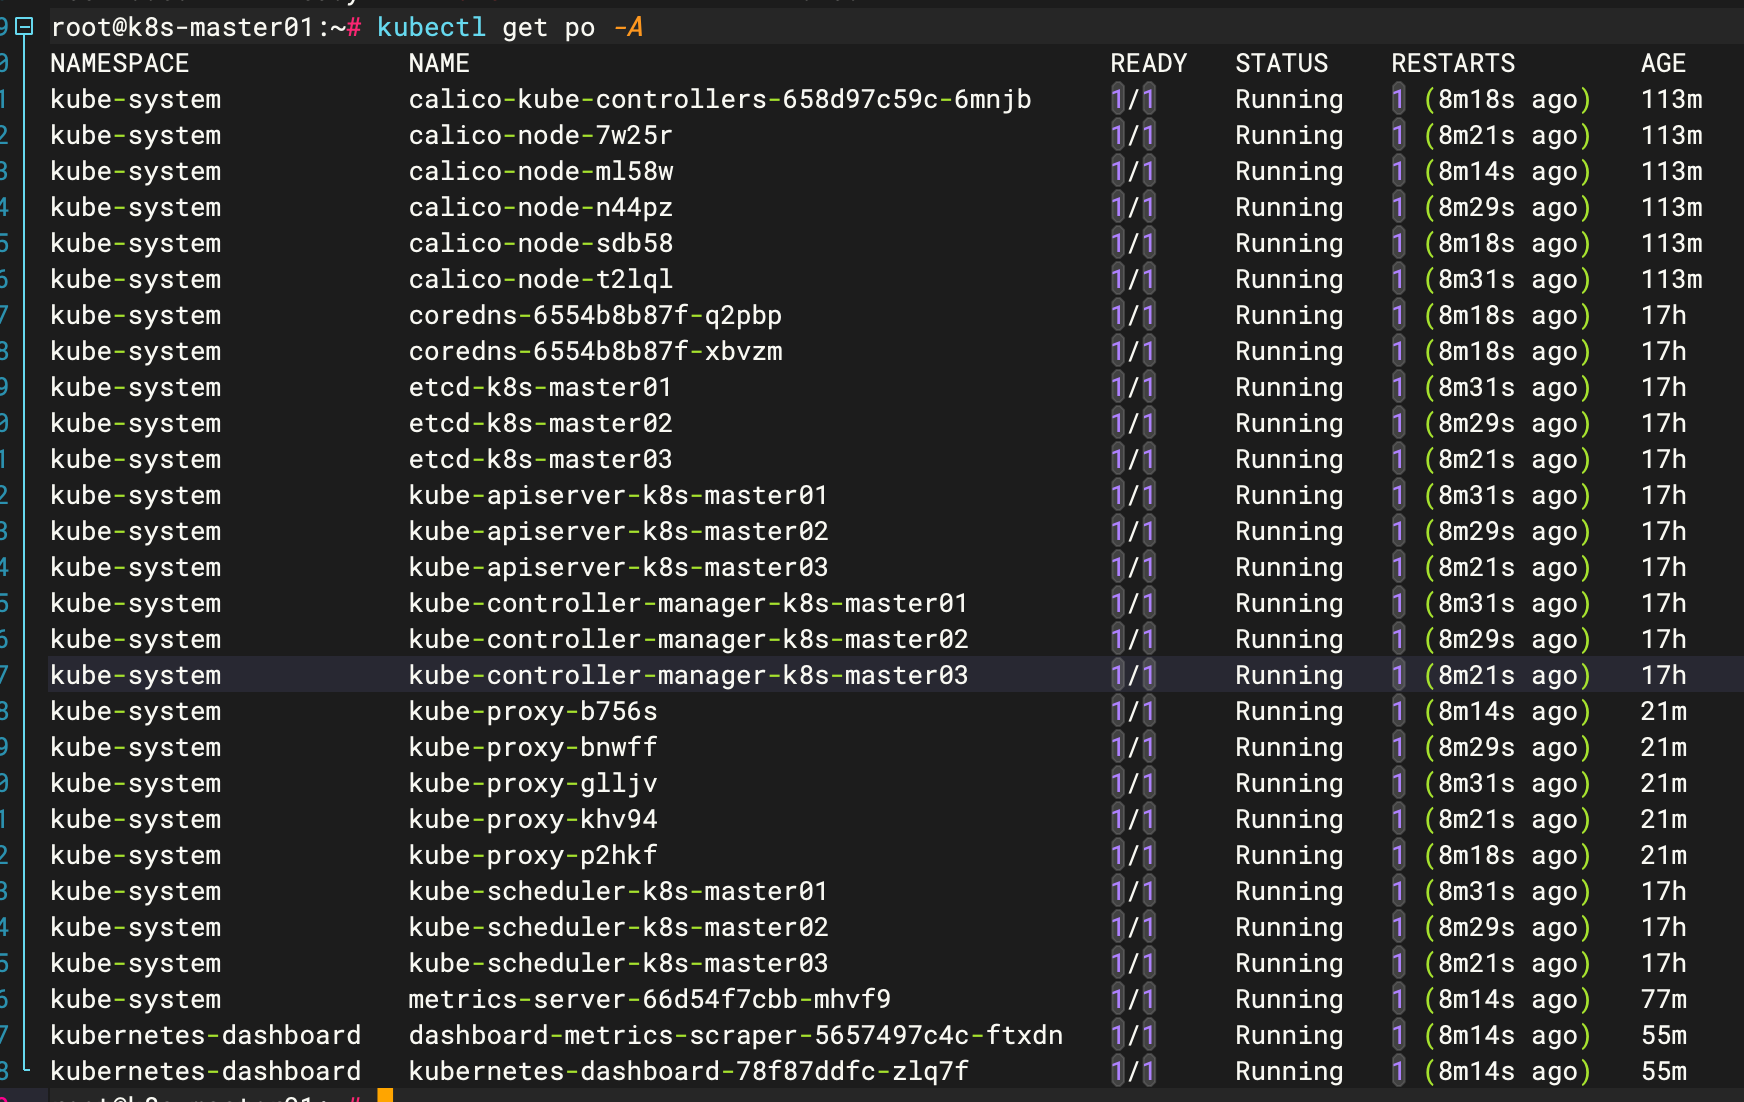 root@k8s-master01:~# kubectl get po -A
NAMESPACE NAME READY STATUS RESTARTS AGE
kube-system calico-kube-controllers-658d97c59c-6mnjb 1/1 Running 1 (8m18s ago) 113m
kube-system calico-node-7w25r 1/1 Running 1 (8m21s ago) 113m
kube-system calico-node-ml58w 1/1 Running 1 (8m14s ago) 113m
kube-system calico-node-n44pz 1/1 Running 1 (8m29s ago) 113m
kube-system calico-node-sdb58 1/1 Running 1 (8m18s ago) 113m
kube-system calico-node-t2lql 1/1 Running 1 (8m31s ago) 113m
kube-system coredns-6554b8b87f-q2pbp 1/1 Running 1 (8m18s ago) 17h
kube-system coredns-6554b8b87f-xbvzm 1/1 Running 1 (8m18s ago) 17h
kube-system etcd-k8s-master01 1/1 Running 1 (8m31s ago) 17h
kube-system etcd-k8s-master02 1/1 Running 1 (8m29s ago) 17h
kube-system etcd-k8s-master03 1/1 Running 1 (8m21s ago) 17h
kube-system kube-apiserver-k8s-master01 1/1 Running 1 (8m31s ago) 17h
kube-system kube-apiserver-k8s-master02 1/1 Running 1 (8m29s ago) 17h
kube-system kube-apiserver-k8s-master03 1/1 Running 1 (8m21s ago) 17h
kube-system kube-controller-manager-k8s-master01 1/1 Running 1 (8m31s ago) 17h
kube-system kube-controller-manager-k8s-master02 1/1 Running 1 (8m29s ago) 17h
kube-system kube-controller-manager-k8s-master03 1/1 Running 1 (8m21s ago) 17h
kube-system kube-proxy-b756s 1/1 Running 1 (8m14s ago) 21m
kube-system kube-proxy-bnwff 1/1 Running 1 (8m29s ago) 21m
kube-system kube-proxy-glljv 1/1 Running 1 (8m31s ago) 21m
kube-system kube-proxy-khv94 1/1 Running 1 (8m21s ago) 21m
kube-system kube-proxy-p2hkf 1/1 Running 1 (8m18s ago) 21m
kube-system kube-scheduler-k8s-master01 1/1 Running 1 (8m31s ago) 17h
kube-system kube-scheduler-k8s-master02 1/1 Running 1 (8m29s ago) 17h
kube-system kube-scheduler-k8s-master03 1/1 Running 1 (8m21s ago) 17h
kube-system metrics-server-66d54f7cbb-mhvf9 1/1 Running 1 (8m14s ago) 77m
kubernetes-dashboard dashboard-metrics-scraper-5657497c4c-ftxdn 1/1 Running 1 (8m14s ago) 55m
kubernetes-dashboard kubernetes-dashboard-78f87ddfc-zlq7f 1/1 Running 1 (8m14s ago) 55m